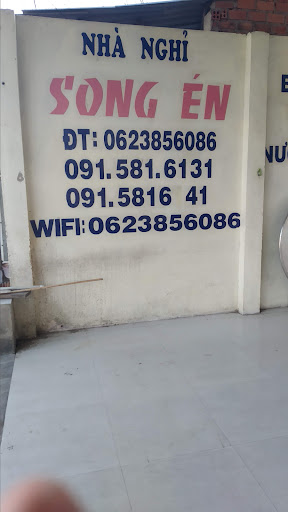 NHÀ NGHỈ
SONG ÉN
ĐT: 0623856086
091.581.6131
091.5816 41
WIFI:0623856086